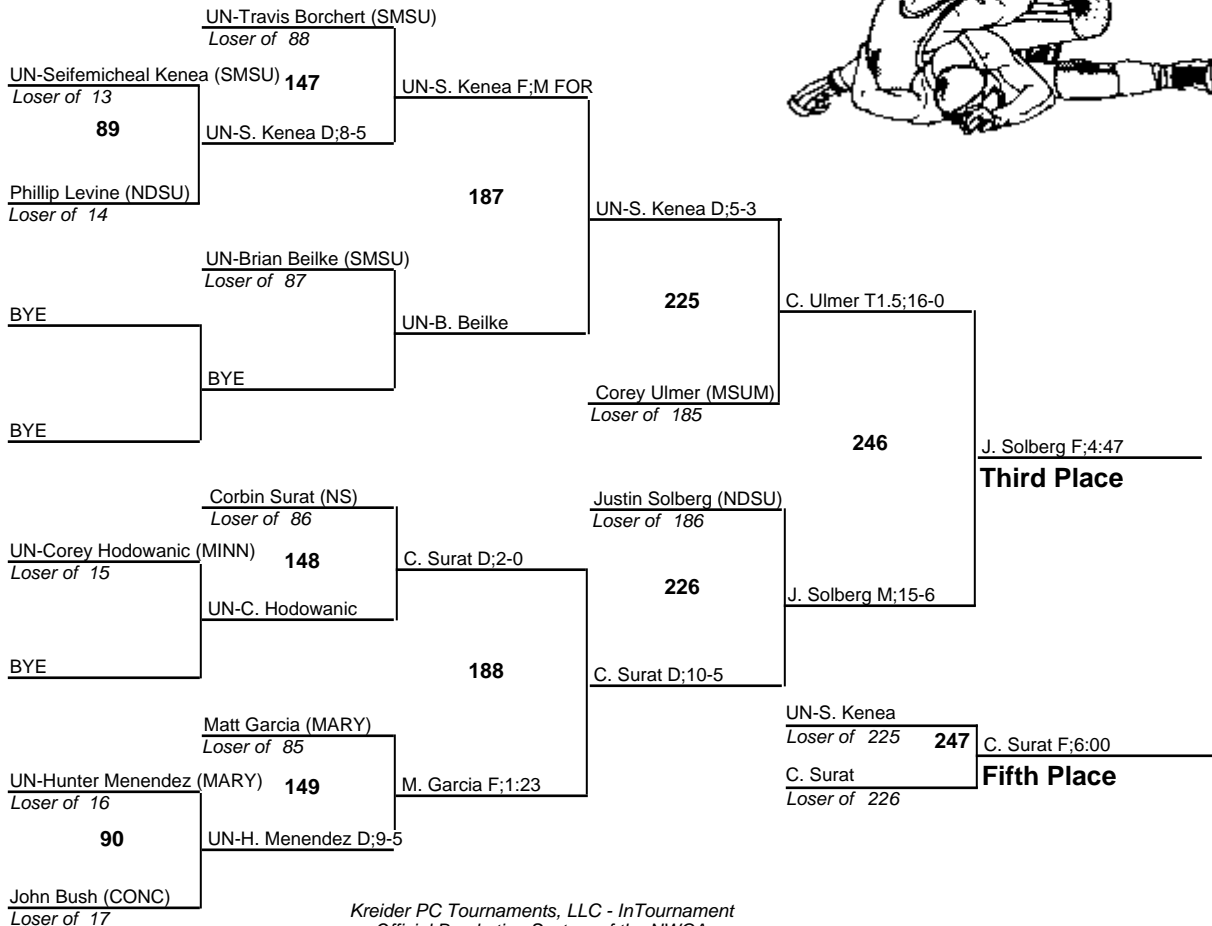 UN-Travis Borchert (SMSU)
Loser of 88
UN-Seifemicheal Kenea (SMSU)
147
Loser of 13
UN-S. Kenea F;M FOR
89
UN-S. Kenea D;8-5
Phillip Levine (NDSU)
187
Loser of 14
UN-S. Kenea D;5-3
UN-Brian Beilke (SMSU)
Loser of 87
225
C. Ulmer T1.5;16-0
BYE
UN-B. Beilke
BYE
Corey Ulmer (MSUM)
Loser of 185
BYE
246
J. Solberg F;4:47
Third Place
Corbin Surat (NS)
Justin Solberg (NDSU)
Loser of 86
Loser of 186
UN-Corey Hodowanic (MINN)
148
C. Surat D;2-0
Loser of 15
226
J. Solberg M;15-6
UN-C. Hodowanic
BYE
188
C. Surat D;10-5
UN-S. Kenea
Matt Garcia (MARY)
Loser of 225
247
C. Surat F;6:00
Loser of 85
Fifth Place
UN-Hunter Menendez (MARY)
149
M. Garcia F;1:23
C. Surat
Loser of 16
Loser of 226
90
UN-H. Menendez D;9-5
John Bush (CONC)
Loser of 17
Kreider PC Tournaments, LLC - InTournament